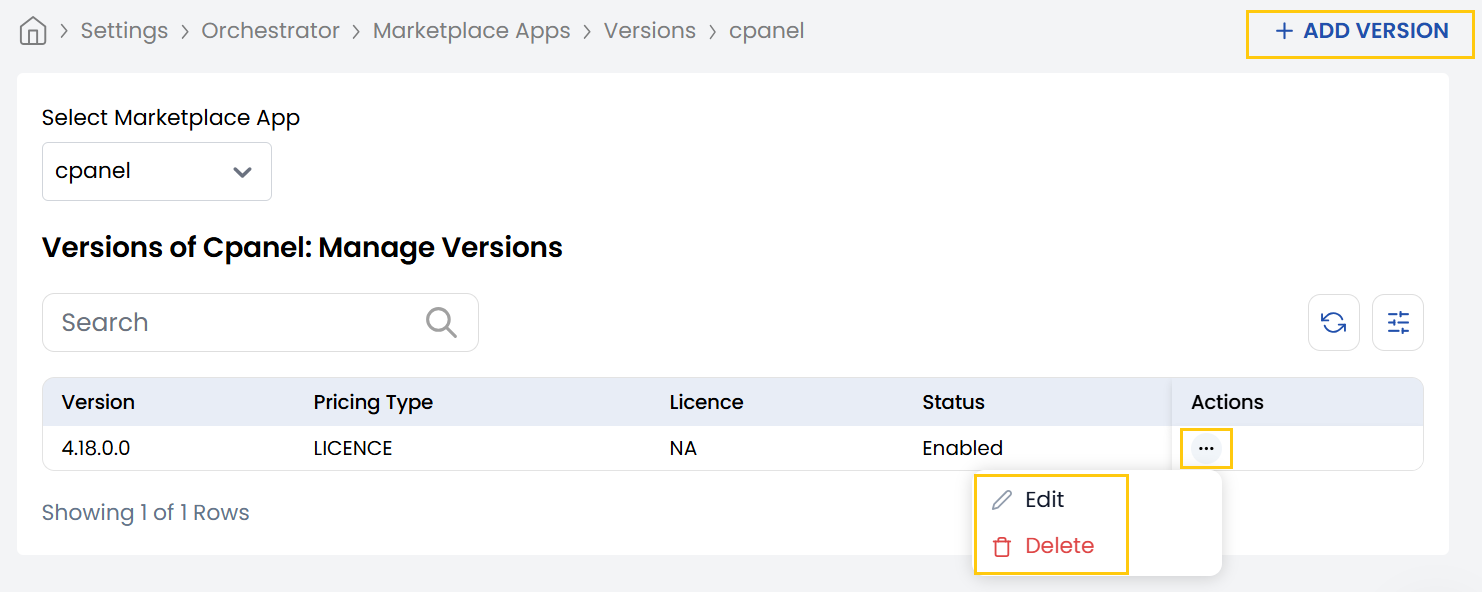 Settings > Orchestrator > Marketplace Apps > Versions > cpanel
+ ADD VERSION
Select Marketplace App
cpanel
Versions of Cpanel: Manage Versions
Search
Version Pricing Type Licence Status Actions
4.18.0.0 LICENCE NA Enabled ...
Edit
Showing 1 of 1 Rows
Delete